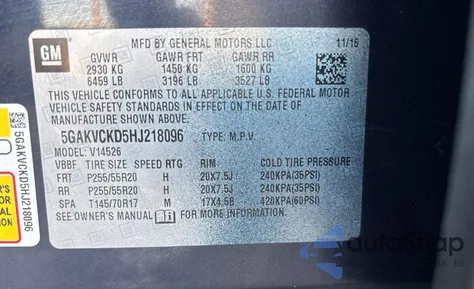 GM
MFD BY GENERAL MOTORS LLC 11/16
GVWR GAWR FRT GAWR RR
2930 KG 1450 KG 1600 KG
6459 LB 3196 LB 3527 LB
THIS VEHICLE CONFORMS TO ALL APPLICABLE U.S. FEDERAL MOTOR
VEHICLE SAFETY STANDARDS IN EFFECT ON THE DATE OF
MANUFACTURE SHOWN ABOVE.
5GAKVCKD5HJ218096 TYPE: M.P.V.
MODEL: V14526
VBBF TIRE SIZE SPEED RTG RIM COLD TIRE PRESSURE
FRT P255/55R20 H 20X7.5J 240KPA(35PSI)
RR P255/55R20 H 20X7.5J 240KPA(35PSI)
SPA T145/70R17 M 17X4.5B 420KPA(60PSI)
SEE OWNER'S MANUAL FOR MORE INFORMATION.
5GAKVCKD5HJ218096
autoSnap